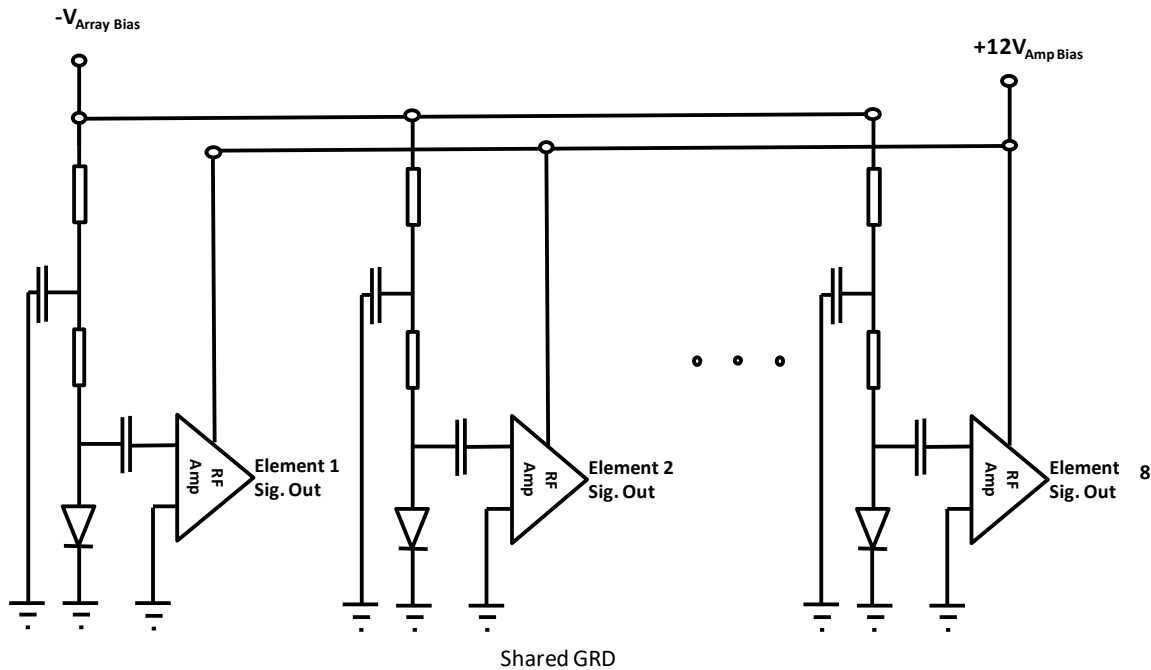 -VArray Bias
+12VAmp Bias
RF
Amp
Element 1
Sig. Out
RF
Amp
Element 2
Sig. Out
RF
Amp
Element 8
Sig. Out
Shared GRD